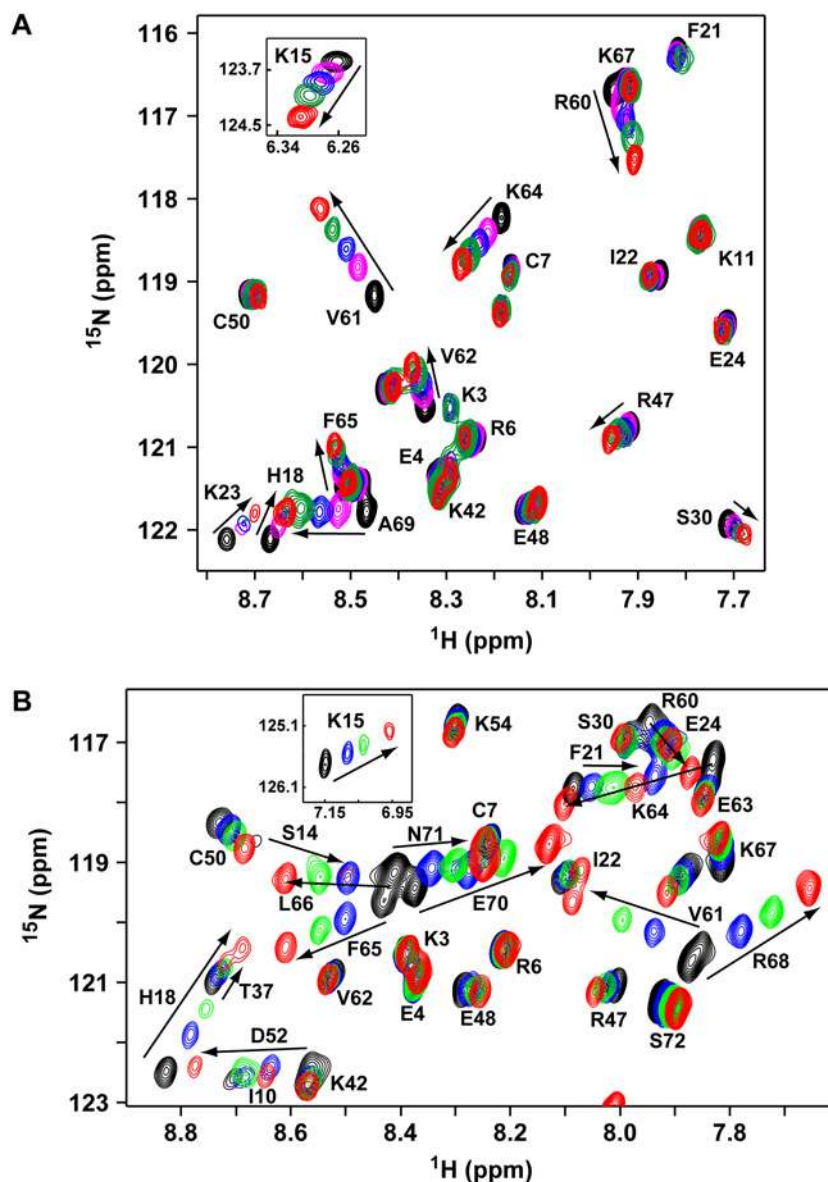 A
116
117
118
119
120
121
122
15N (ppm)
K15
123.7
124.5
6.34
6.26
F21
K67
R60
K64
C7
I22
K11
E24
C50
V61
V62
K3
R6
F65
E4
K42
R47
K23
H18
A69
E48
S30
8.7
8.5
8.3
8.1
7.9
7.7
1H (ppm)
B
117
119
121
123
15N (ppm)
K15
125.1
126.1
7.15
6.95
K54
R60
S30
E24
F21
K64
E63
S14
C50
N71
C7
I22
K67
L66
E70
V61
F65
K3
R6
R68
H18
T37
V62
E4
E48
R47
S72
D52
I10
K42
8.8
8.6
8.4
8.2
8.0
7.8
1H (ppm)